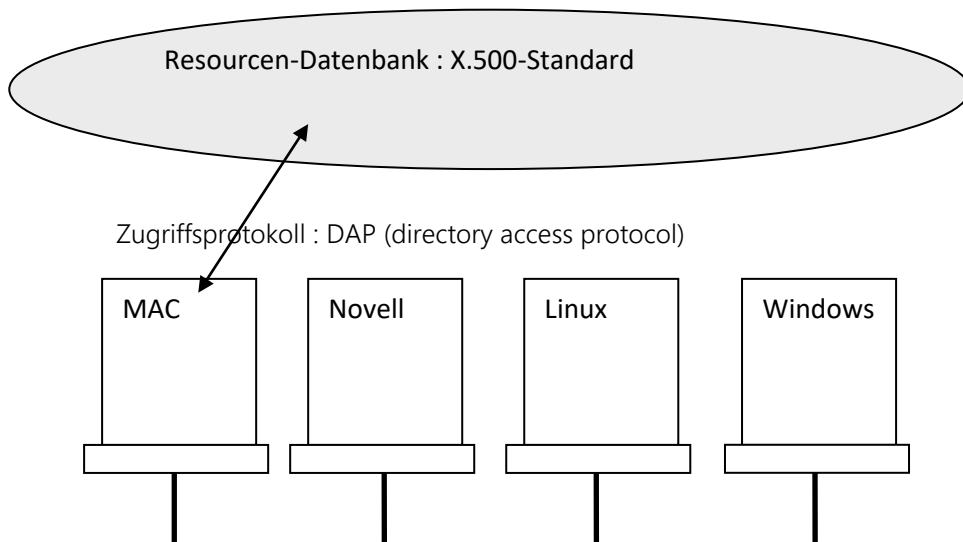 Resourcen-Datenbank : X.500-Standard
Zugriffsprotokoll : DAP (directory access protocol)
MAC
Novell
Linux
Windows